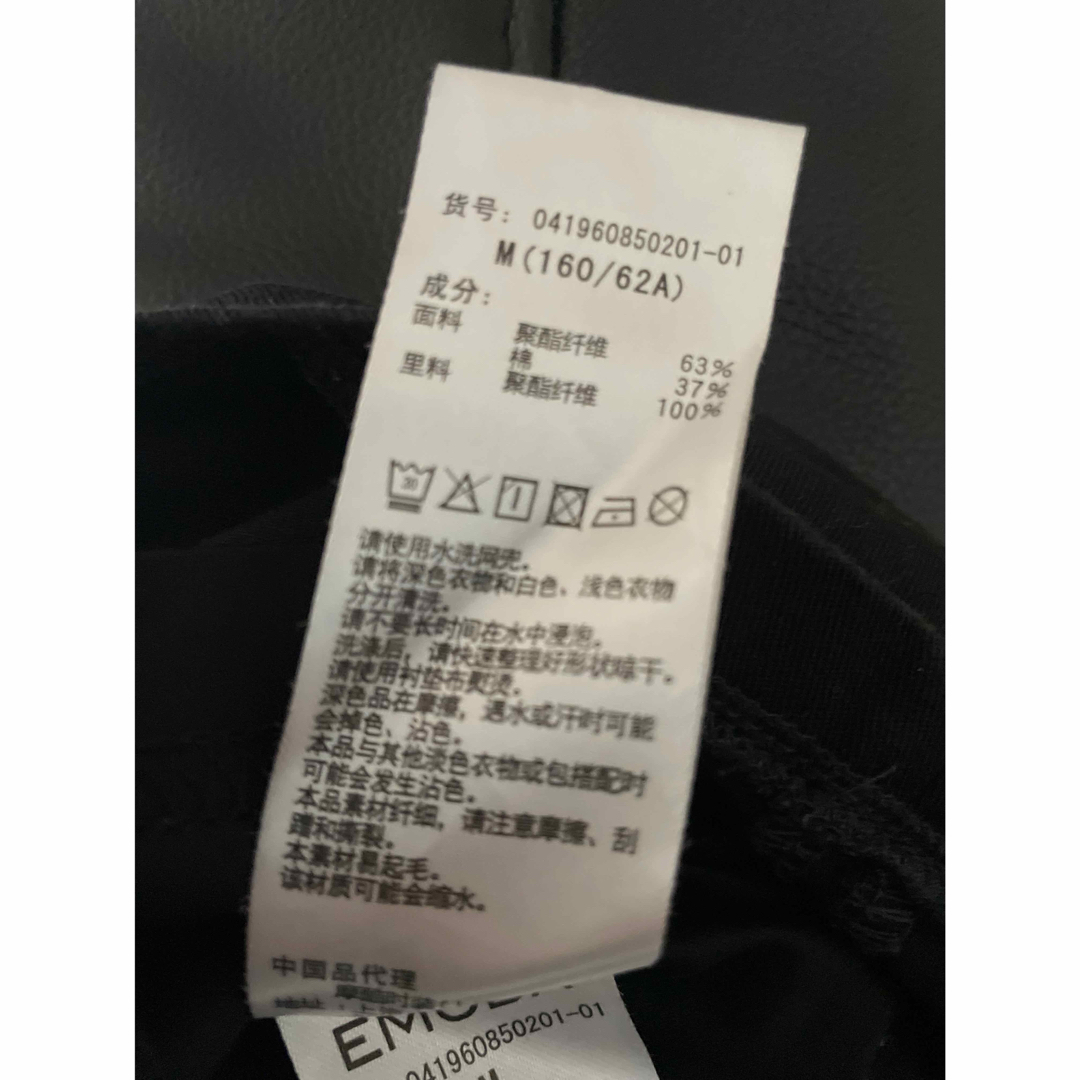 货号: 041960850201-01
M(160/62A)
成分:
面料 聚酯纤维 63%
棉 37%
里料 聚酯纤维 100%
30
请使用水洗网兜。
请将深色衣物和白色、浅色衣物
分开清洗。
请不要长时间在水中浸泡。
洗涤后，请快速整理好形状晾干。
请使用衬垫布熨烫。
深色品在摩擦，遇水或汗时可能
会掉色、沾色。
本品与其他淡色衣物或包搭配时
可能会发生沾色。
本品素材纤细，请注意摩擦、刮
蹭和撕裂。
本素材易起毛。
该材质可能会缩水。
中国品代理
041960850201-01